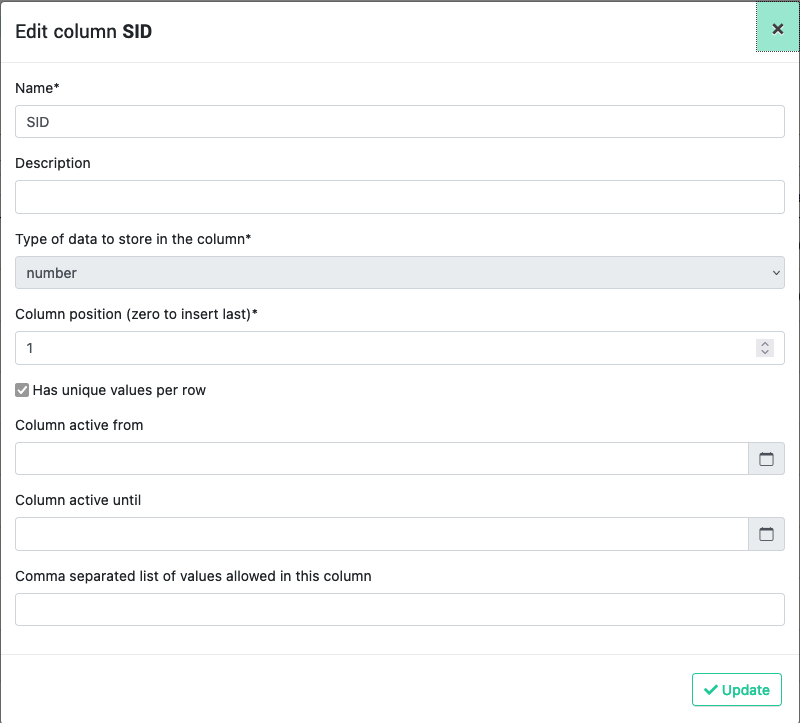 Edit column SID
Name*
SID
Description
Type of data to store in the column*
number
Column position (zero to insert last)*
1
Has unique values per row
Column active from
Column active until
Comma separated list of values allowed in this column
Update